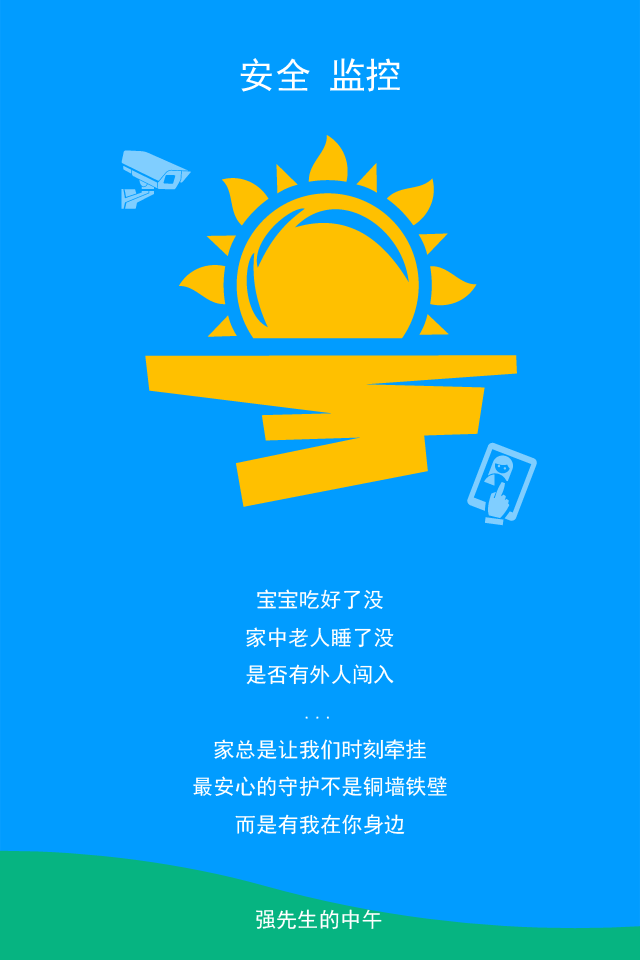 安全 监控
宝宝吃好了没
家中老人睡了没
是否有外人闯入
...
家总是让我们时刻牵挂
最安心的守护不是铜墙铁壁
而是有我在你身边
强先生的中午